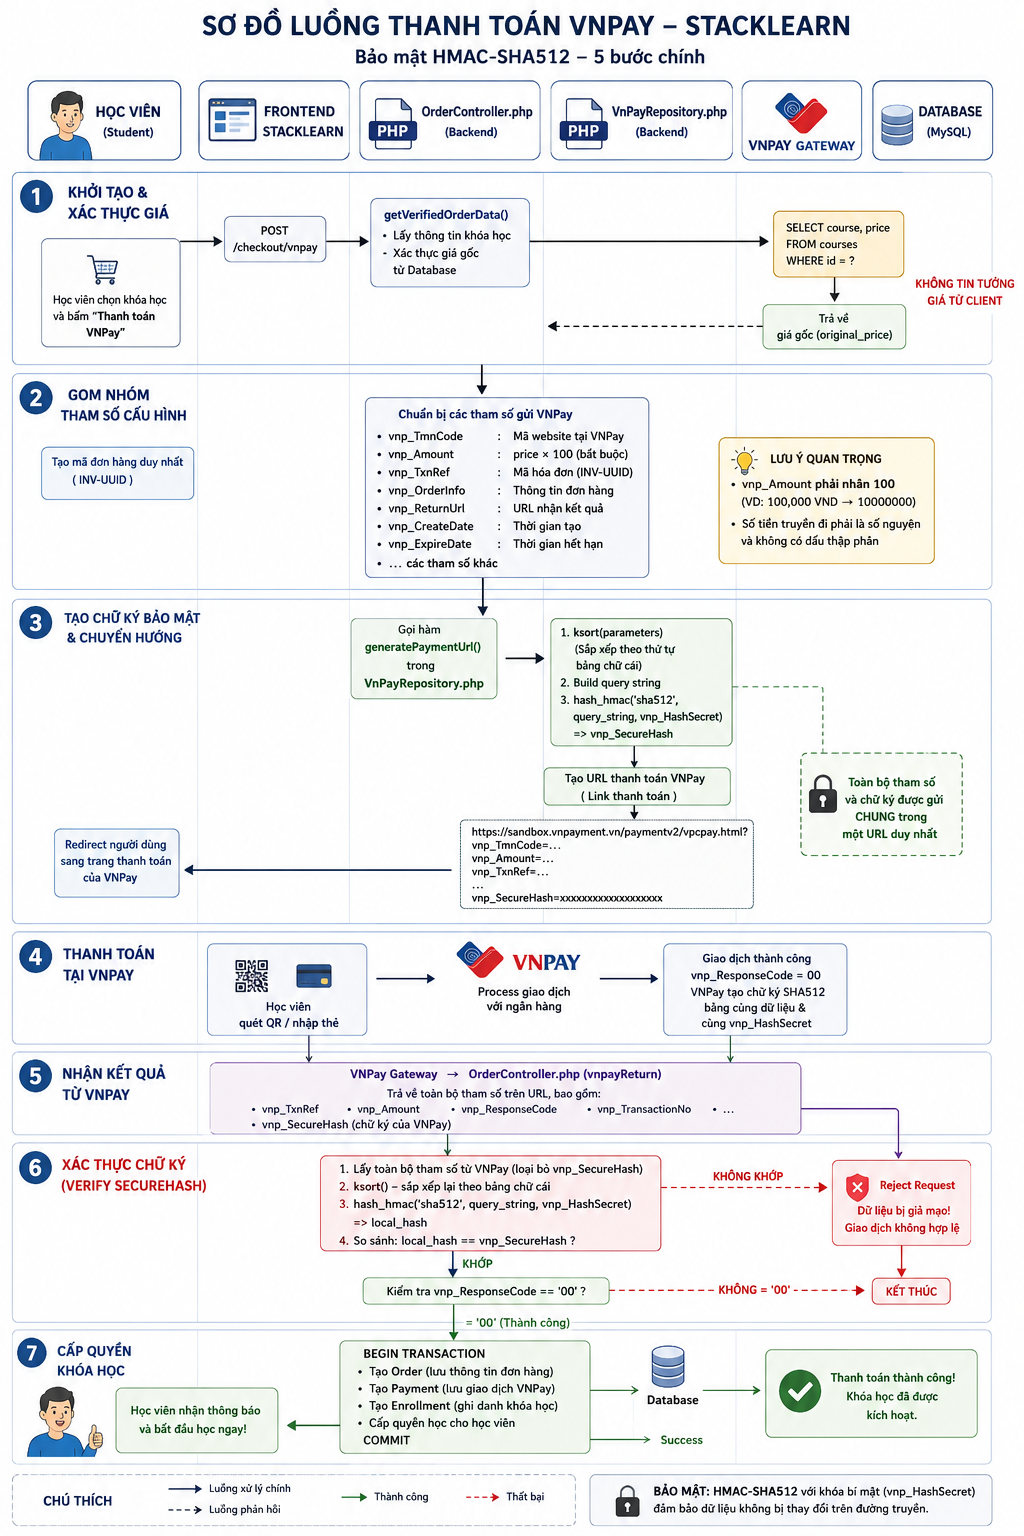 SƠ ĐỒ LUỒNG THANH TOÁN VNPAY – STACKLEARN
Bảo mật HMAC-SHA512 – 5 bước chính
HỌC VIÊN
(Student)
FRONTEND
STACKLEARN
PHP
OrderController.php
(Backend)
PHP
VnPayRepository.php
(Backend)
VNPAY GATEWAY
DATABASE
(MySQL)
1
KHỞI TẠO &
XÁC THỰC GIÁ
Học viên chọn khóa học
và bấm "Thanh toán
VNPay"
POST
/checkout/vnpay
getVerifiedOrderData()
• Lấy thông tin khóa học
- Xác thực giá gốc
từ Database
SELECT course, price
FROM courses
WHERE id = ?
KHÔNG TIN TƯỞNG
GIÁ TỪ CLIENT
Trả về
giá gốc (original_price)
2
GOM NHÓM
THAM SỐ CẤU HÌNH
Tạo mã đơn hàng duy nhất
( INV-UUID )
Chuẩn bị các tham số gửi VNPay
• vnp_TmnCode : Mã website tại VNPay
• vnp_Amount : price × 100 (bắt buộc)
• vnp_TxnRef : Mã hóa đơn (INV-UUID)
• vnp_OrderInfo : Thông tin đơn hàng
• vnp_ReturnUrl : URL nhận kết quả
• vnp_CreateDate : Thời gian tạo
• vnp_ExpireDate : Thời gian hết hạn
• ... các tham số khác
LƯU Ý QUAN TRỌNG
• vnp_Amount phải nhân 100
(VD: 100,000 VND → 10000000)
• Số tiền truyền đi phải là số nguyện
và không có dấu thập phân
3
TẠO CHỮ KÝ BẢO MẬT
& CHUYỂN HƯỚNG
Gọi hàm
generatePaymentUrl()
trong
VnPayRepository.php
1. ksort(parameters)
(Sắp xếp theo thứ tự
bảng chữ cái)
2. Build query string
3. hash_hmac('sha512',
query_string, vnp_HashSecret)
=> vnp_SecureHash
Tạo URL thanh toán VNPay
( Link thanh toán )
Toàn bộ tham số
và chữ ký được gửi
CHUNG trong
một URL duy nhất
https://sandbox.vnpayment.vn/paymentv2/vpcpay.html?
vnp_TmnCode=...
vnp_Amount=...
vnp_TxnRef=...
...
vnp_SecureHash=xxxxxxxxxxxxxxxxxxx
Redirect người dùng
sang trang thanh toán
của VNPay
4
THANH TOÁN
TẠI VNPAY
Học viên
quét QR / nhập thẻ
VNPAY
Process giao dịch
với ngân hàng
Giao dịch thành công
vnp_ResponseCode = 00
VNPay tạo chữ ký SHA512
bằng cùng dữ liệu &
cùng vnp_HashSecret
5
NHẬN KẾT QUẢ
TỪ VNPAY
VNPay Gateway → OrderController.php (vnpayReturn)
Trả về toàn bộ tham số trên URL, bao gồm:
• vnp_TxnRef • vnp_Amount • vnp_ResponseCode • vnp_TransactionNo • ...
• vnp_SecureHash (chữ ký của VNPay)
6
XÁC THỰC CHỮ KÝ
(VERIFY SECUREHASH)
1. Lấy toàn bộ tham số từ VNPay (loại bỏ vnp_SecureHash)
2. ksort() – sắp xếp lại theo bảng chữ cái
3. hash_hmac('sha512', query_string, vnp_HashSecret)
=> local_hash
4. So sánh: local_hash == vnp_SecureHash ?
KHÔNG KHỚP
Reject Request
Dữ liệu bị giả mạo!
Giao dịch không hợp lệ
KHỚP
Kiểm tra vnp_ResponseCode == '00' ?
KHÔNG = '00'
KẾT THÚC
= '00' (Thành công)
7
CẤP QUYỀN
KHÓA HỌC
Học viên nhận thông báo
và bất đầu học ngay!
BEGIN TRANSACTION
• Tạo Order (lưu thông tin đơn hàng)
• Tạo Payment (lưu giao dịch VNPay)
• Tạo Enrollment (ghi danh khóa học)
• Cấp quyền học cho học viên
COMMIT
Database
Success
Thanh toán thành công!
Khóa học đã được
kích hoạt.
CHÚ THÍCH
Luồng xử lý chính
Luồng phản hồi
Thành công
Thất bại
BẢO MẬT: HMAC-SHA512 với khóa bí mật (vnp_HashSecret)
đảm bảo dữ liệu không bị thay đổi trên đường truyền.